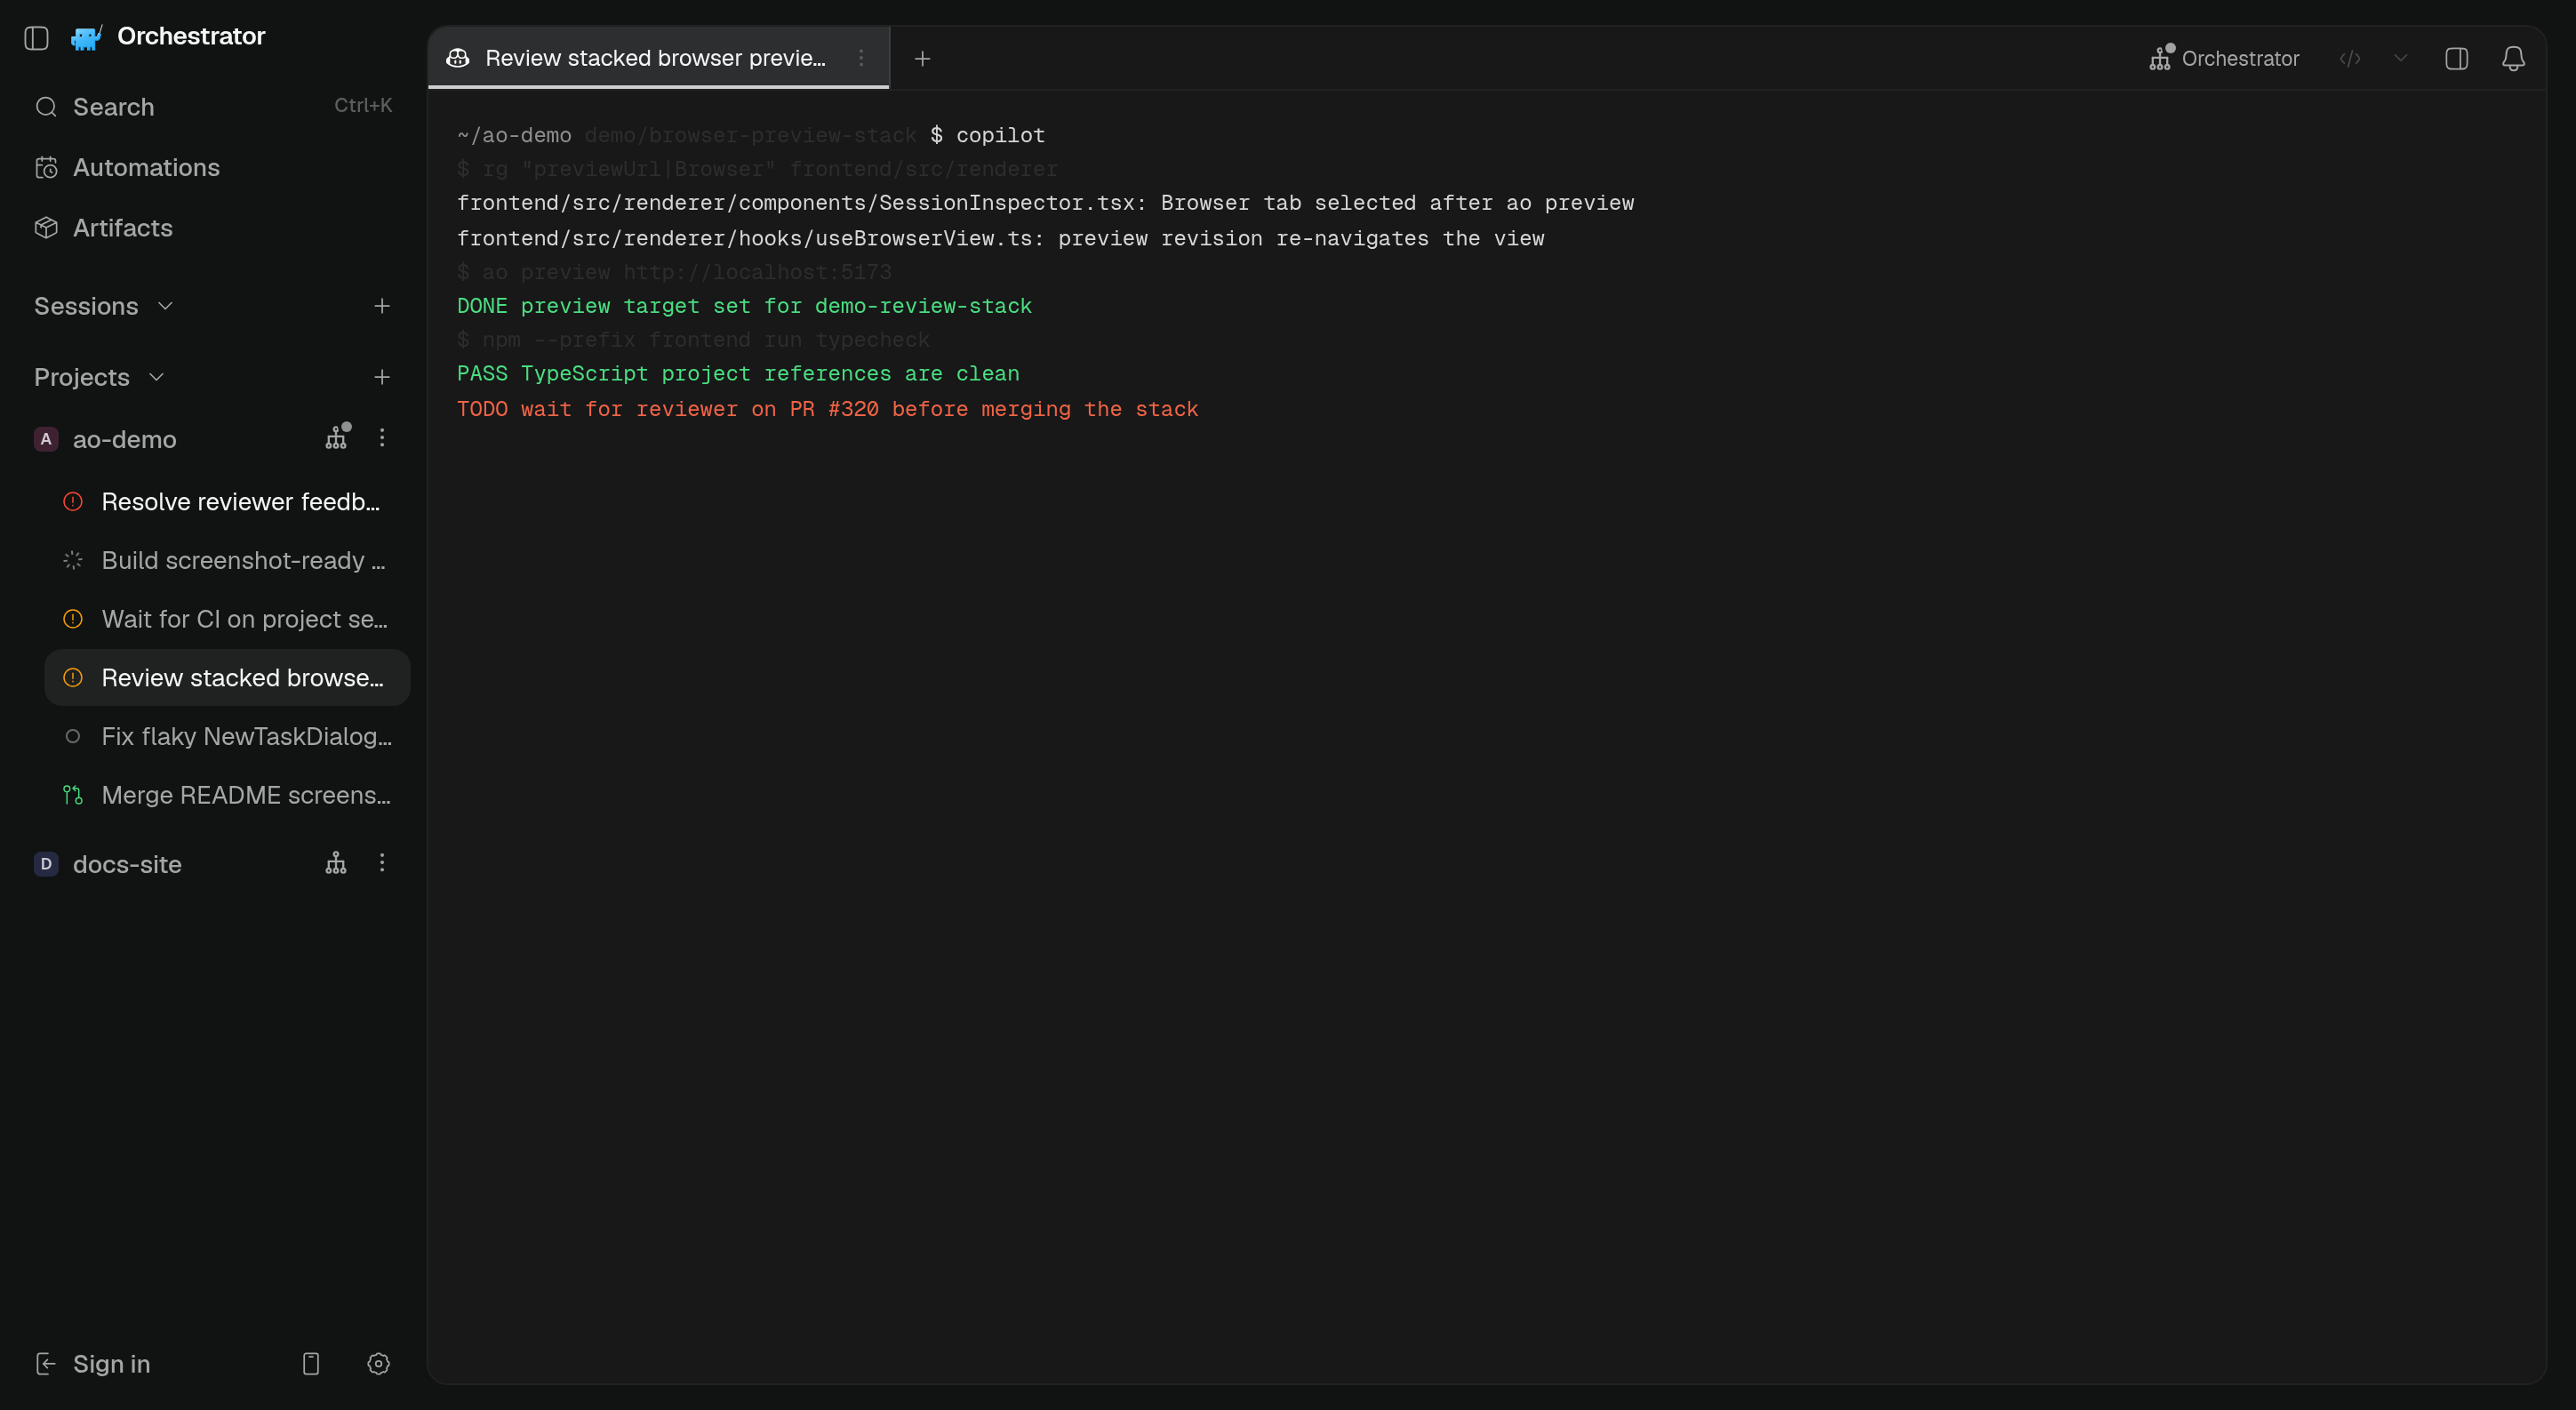 Orchestrator
Search Ctrl+K
Automations
Artifacts
Sessions
Projects
A ao-demo
Resolve reviewer feedb...
Build screenshot-ready ...
Wait for CI on project se...
Review stacked browse...
Fix flaky NewTaskDialog...
Merge README screens...
D docs-site
Sign in
Review stacked browser previe...
Orchestrator
~/ao-demo demo/browser-preview-stack $ copilot
$ rg "previewUrl|Browser" frontend/src/renderer
frontend/src/renderer/components/SessionInspector.tsx: Browser tab selected after ao preview
frontend/src/renderer/hooks/useBrowserView.ts: preview revision re-navigates the view
$ ao preview http://localhost:5173
DONE preview target set for demo-review-stack
$ npm --prefix frontend run typecheck
PASS TypeScript project references are clean
TODO wait for reviewer on PR #320 before merging the stack